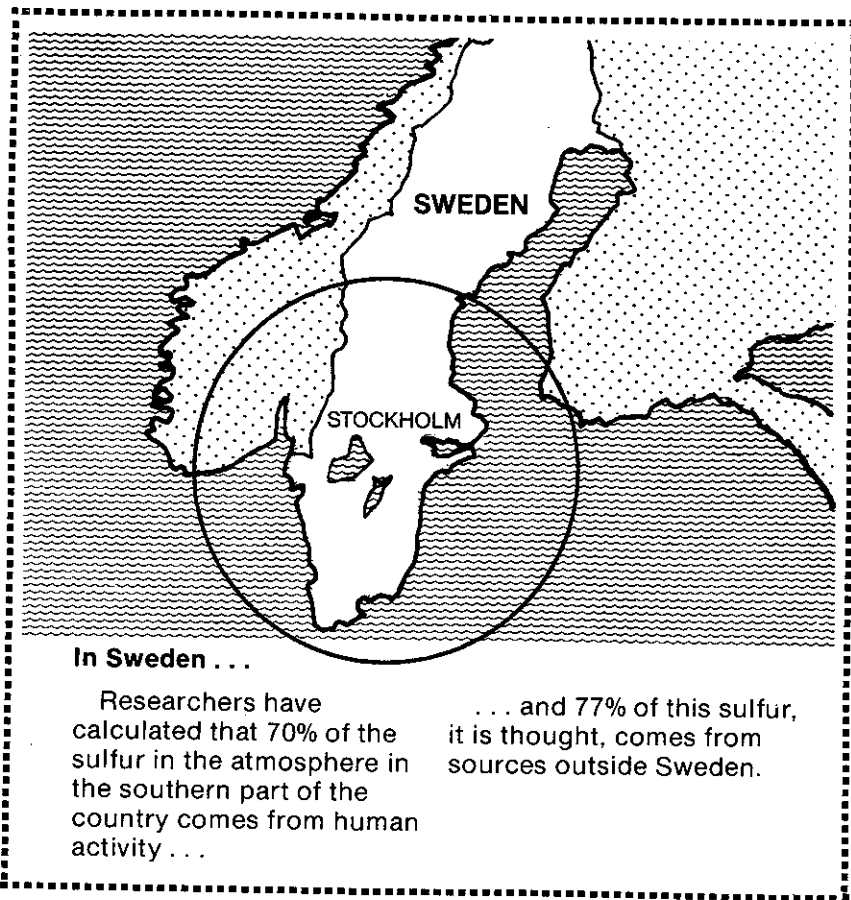 SWEDEN
STOCKHOLM
In Sweden . . .
Researchers have
calculated that 70% of the
sulfur in the atmosphere in
the southern part of the
country comes from human
activity . . .
. . . and 77% of this sulfur,
it is thought, comes from
sources outside Sweden.